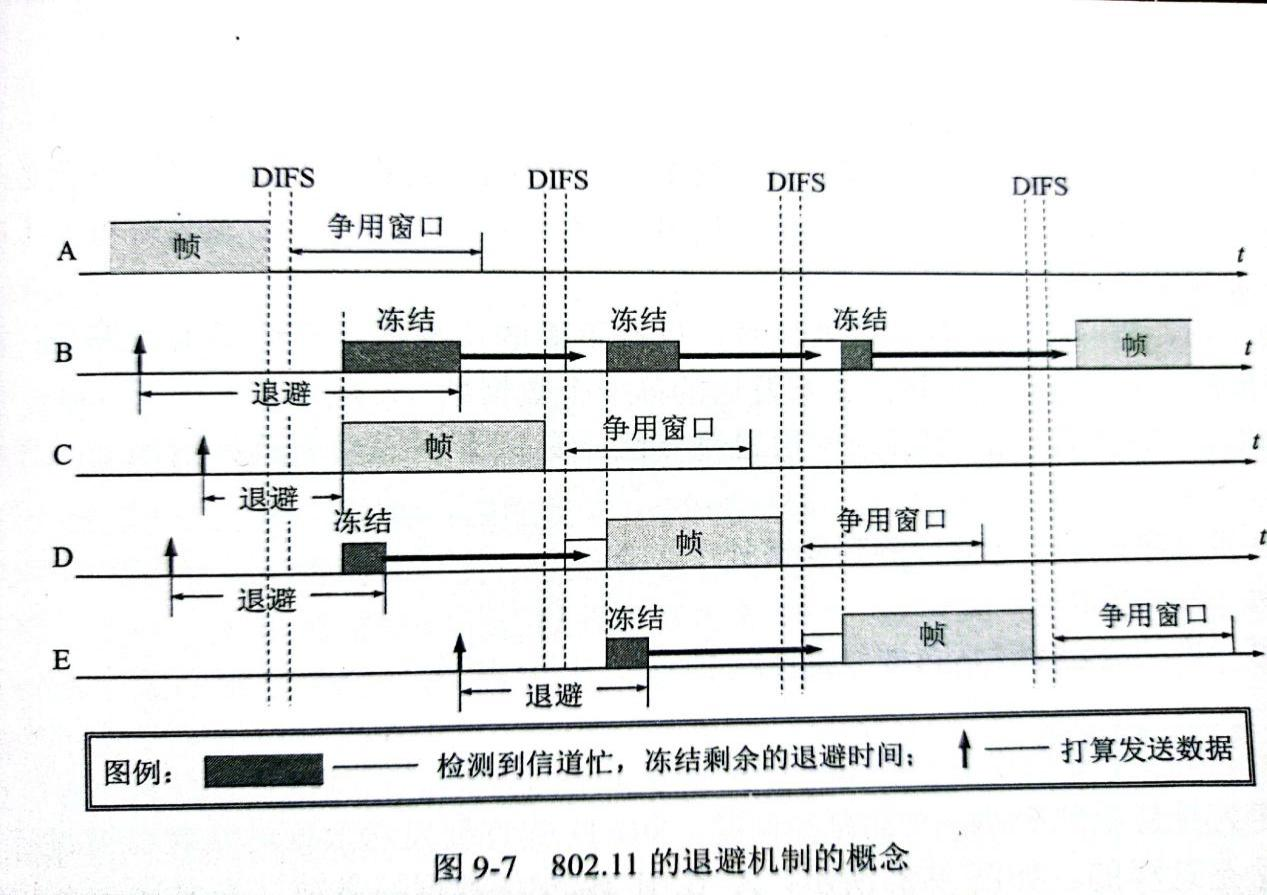 DIFS DIFS DIFS DIFS
A 帧 争用窗口 t
冻结 冻结 冻结
B 帧 t
退避
C 帧 争用窗口 t
退避
冻结
D 帧 争用窗口 t
退避
冻结
E 帧 争用窗口
退避
图例: 检测到信道忙,冻结剩余的退避时间; 打算发送数据
图 9-7 802.11 的退避机制的概念